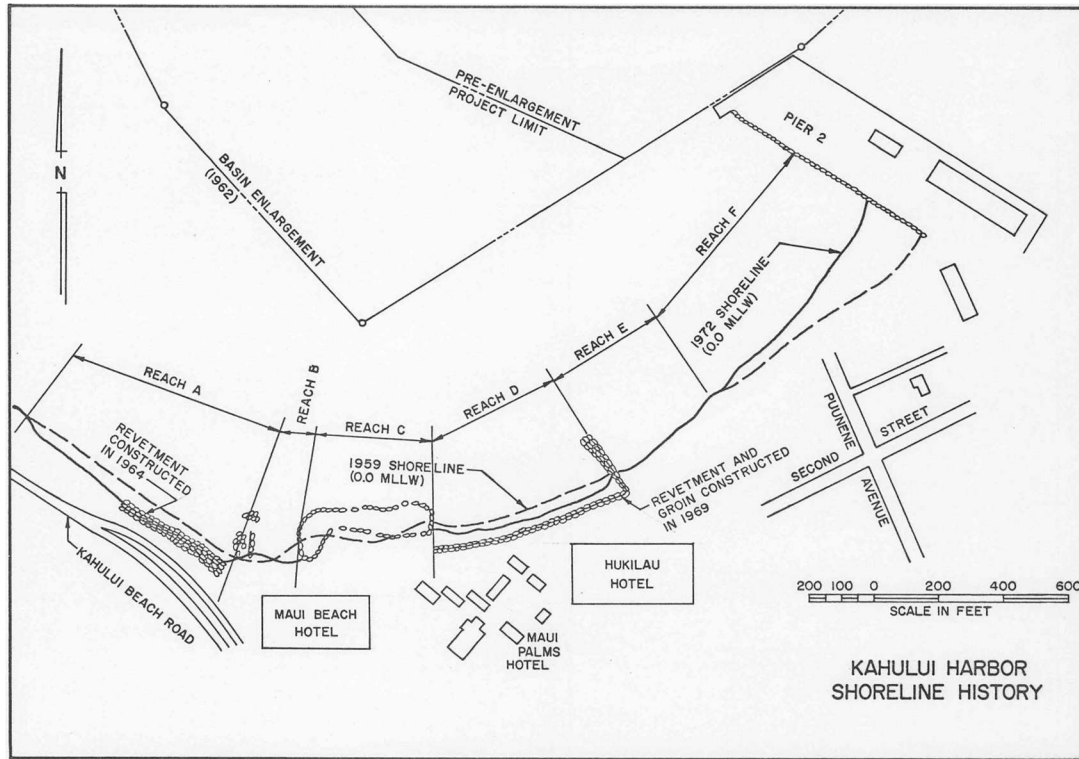 PRE-ENLARGEMENT
PROJECT LIMIT
PIER 2
N
BASIN ENLARGEMENT
(1962)
REACH F
1972 SHORELINE
(0.0 MLLW)
REACH E
REACH A
REACH B
REACH D
REACH C
1959 SHORELINE
(0.0 MLLW)
REVETMENT
CONSTRUCTED
IN 1964
PUUNENE
AVENUE
SECOND
STREET
REVETMENT AND
GROIN CONSTRUCTED
IN 1969
KAHULUI BEACH ROAD
MAUI BEACH
HOTEL
HUKILAU
HOTEL
MAUI
PALMS
HOTEL
200 100 0 200 400 600
SCALE IN FEET
KAHULUI HARBOR
SHORELINE HISTORY